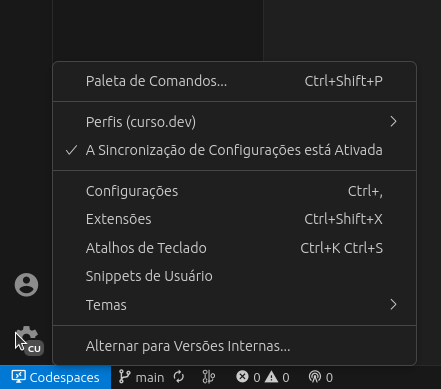 Paleta de Comandos... Ctrl+Shift+P
Perfis (curso.dev)
A Sincronização de Configurações está Ativada
Configurações Ctrl+,
Extensões Ctrl+Shift+X
Atalhos de Teclado Ctrl+K Ctrl+S
Snippets de Usuário
Temas
Alternar para Versões Internas...
CU
Codespaces main 0 0 0